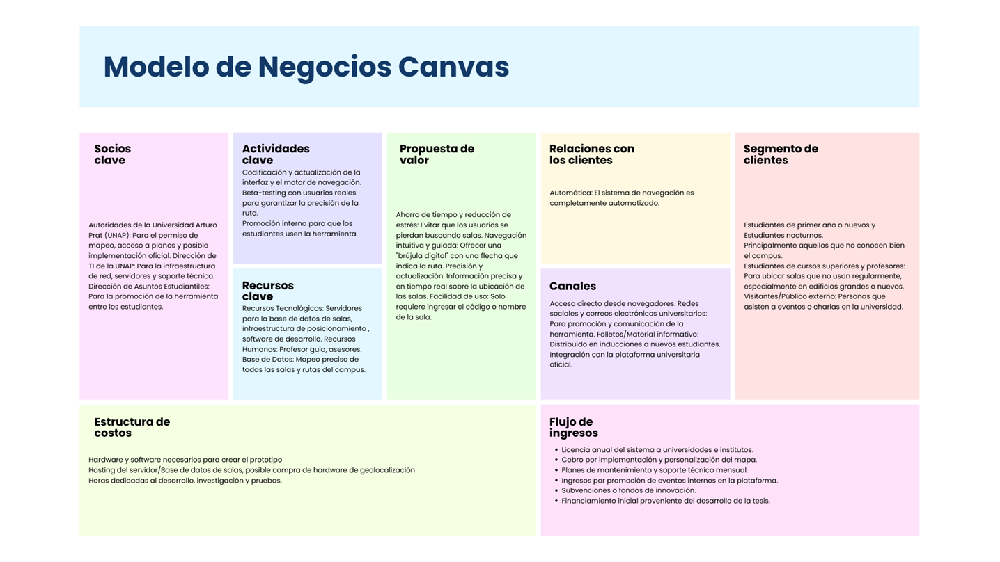 Modelo de Negocios Canvas
Socios
clave
Autoridades de la Universidad Arturo
Prat (UNAP): Para el permiso de
mapeo, acceso a planos y posible
implementación oficial. Dirección de
TI de la UNAP: Para la infraestructura
de red, servidores y soporte técnico.
Dirección de Asuntos Estudiantiles:
Para la promoción de la herramienta
entre los estudiantes.
Actividades
clave
Codificación y actualización de la
interfaz y el motor de navegación.
Beta-testing con usuarios reales
para garantizar la precisión de la
ruta.
Promoción interna para que los
estudiantes usen la herramienta.
Recursos
clave
Recursos Tecnológicos: Servidores
para la base de datos de salas,
infraestructura de posicionamiento ,
software de desarrollo. Recursos
Humanos: Profesor guia, asesores.
Base de Datos: Mapeo preciso de
todas las salas y rutas del campus.
Propuesta de
valor
Ahorro de tiempo y reducción de
estrés: Evitar que los usuarios se
pierdan buscando salas. Navegación
intuitiva y guiada: Ofrecer una
"brújula digital" con una flecha que
indica la ruta. Precisión y
actualización: Información precisa y
en tiempo real sobre la ubicación de
las salas. Facilidad de uso: Solo
requiere ingresar el código o nombre
de la sala.
Relaciones con
los clientes
Automática: El sistema de navegación es
completamente automatizado.
Canales
Acceso directo desde navegadores. Redes
sociales y correos electrónicos universitarios:
Para promoción y comunicación de la
herramienta. Folletos/Material informativo:
Distribuido en inducciones a nuevos estudiantes.
Integración con la plataforma universitaria
oficial.
Segmento de
clientes
Estudiantes de primer año o nuevos y
Estudiantes nocturnos.
Principalmente aquellos que no conocen bien
el campus.
Estudiantes de cursos superiores y profesores:
Para ubicar salas que no usan regularmente,
especialmente en edificios grandes o nuevos.
Visitantes/Público externo: Personas que
asisten a eventos o charlas en la universidad.
Estructura de
costos
Hardware y software necesarios para crear el prototipo
Hosting del servidor/Base de datos de salas, posible compra de hardware de geolocalización
Horas dedicadas al desarrollo, investigación y pruebas.
Flujo de
ingresos
• Licencia anual del sistema a universidades e institutos.
• Cobro por implementación y personalización del mapa.
• Planes de mantenimiento y soporte técnico mensual.
• Ingresos por promoción de eventos internos en la plataforma.
• Subvenciones o fondos de innovación.
• Financiamiento inicial proveniente del desarrollo de la tesis.